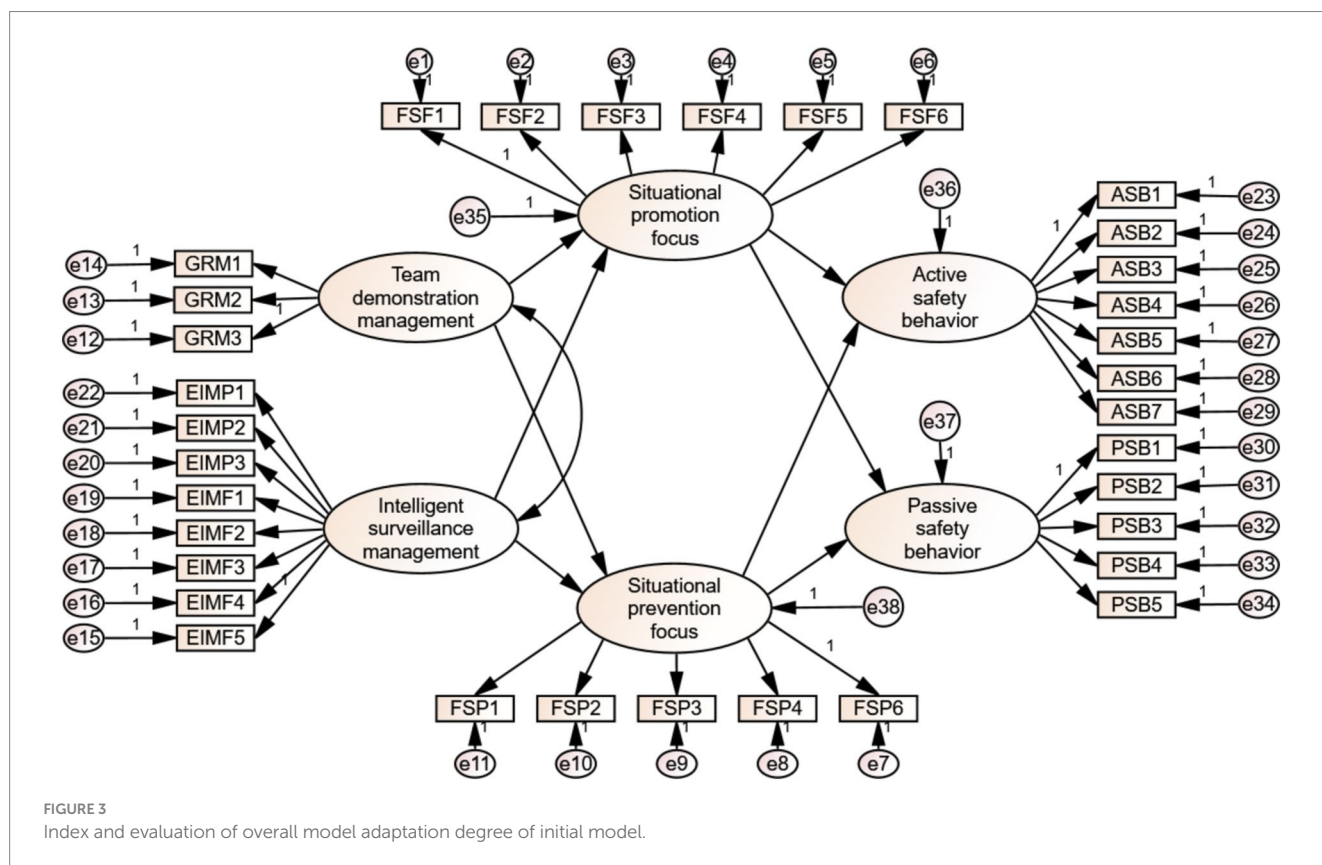 e1 e2 e3 e4 e5 e6
1 1 1 1 1 1
FSF1 FSF2 FSF3 FSF4 FSF5 FSF6
1
Situational
promotion
focus
e35 1
e36
1
ASB1 1 e23
ASB2 1 e24
ASB3 1 e25
ASB4 1 e26
ASB5 1 e27
ASB6 1 e28
ASB7 1 e29
1
e14 1 GRM1
e13 1 GRM2
e12 1 GRM3
1
Team
demonstration
management
Active
safety
behavior
e22 1 EIMP1
e21 1 EIMP2
e20 1 EIMP3
e19 1 EIMF1
e18 1 EIMF2
e17 1 EIMF3
e16 1 EIMF4
e15 1 EIMF5
1
Intelligent
surveillance
management
e37
1
Passive
safety
behavior
1
PSB1 1 e30
PSB2 1 e31
PSB3 1 e32
PSB4 1 e33
PSB5 1 e34
Situational
prevention
focus
1 e38
1
FSP1 FSP2 FSP3 FSP4 FSP6
1 1 1 1 1
e11 e10 e9 e8 e7
FIGURE 3
Index and evaluation of overall model adaptation degree of initial model.